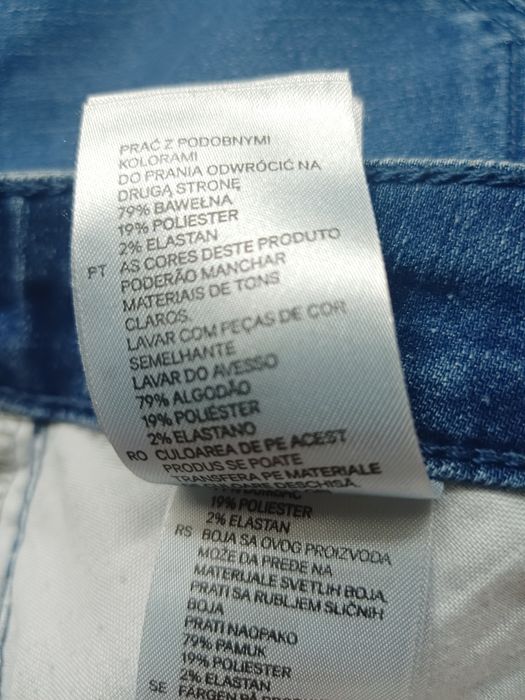 PRAĆ Z PODOBNYMI
KOLORAMI
DO PRANIA ODWRÓCIĆ NA
DRUGĄ STRONĘ
79% BAWEŁNA
19% POLIESTER
2% ELASTAN
PT AS CORES DESTE PRODUTO
PODERÃO MANCHAR
MATERIAIS DE TONS
CLAROS.
LAVAR COM PEÇAS DE COR
SEMELHANTE
LAVAR DO AVESSO
79% ALGODÃO
19% POLIÉSTER
2% ELASTANO
RO CULOAREA DE PE ACEST
PRODUS SE POATE
TRANSFERA PE MATERIALE
DESCHISĂ.
19% POLIESTER
2% ELASTAN
RS BOJA SA OVOG PROIZVODA
MOŽE DA PREĐE NA
MATERIJALE SVETLIH BOJA.
PRATI SA RUBLJEM SLIČNIH
BOJA
PRATI NAOPAKO
79% PAMUK
19% POLIESTER
2% ELASTAN
SE FÄRGEN PÅ